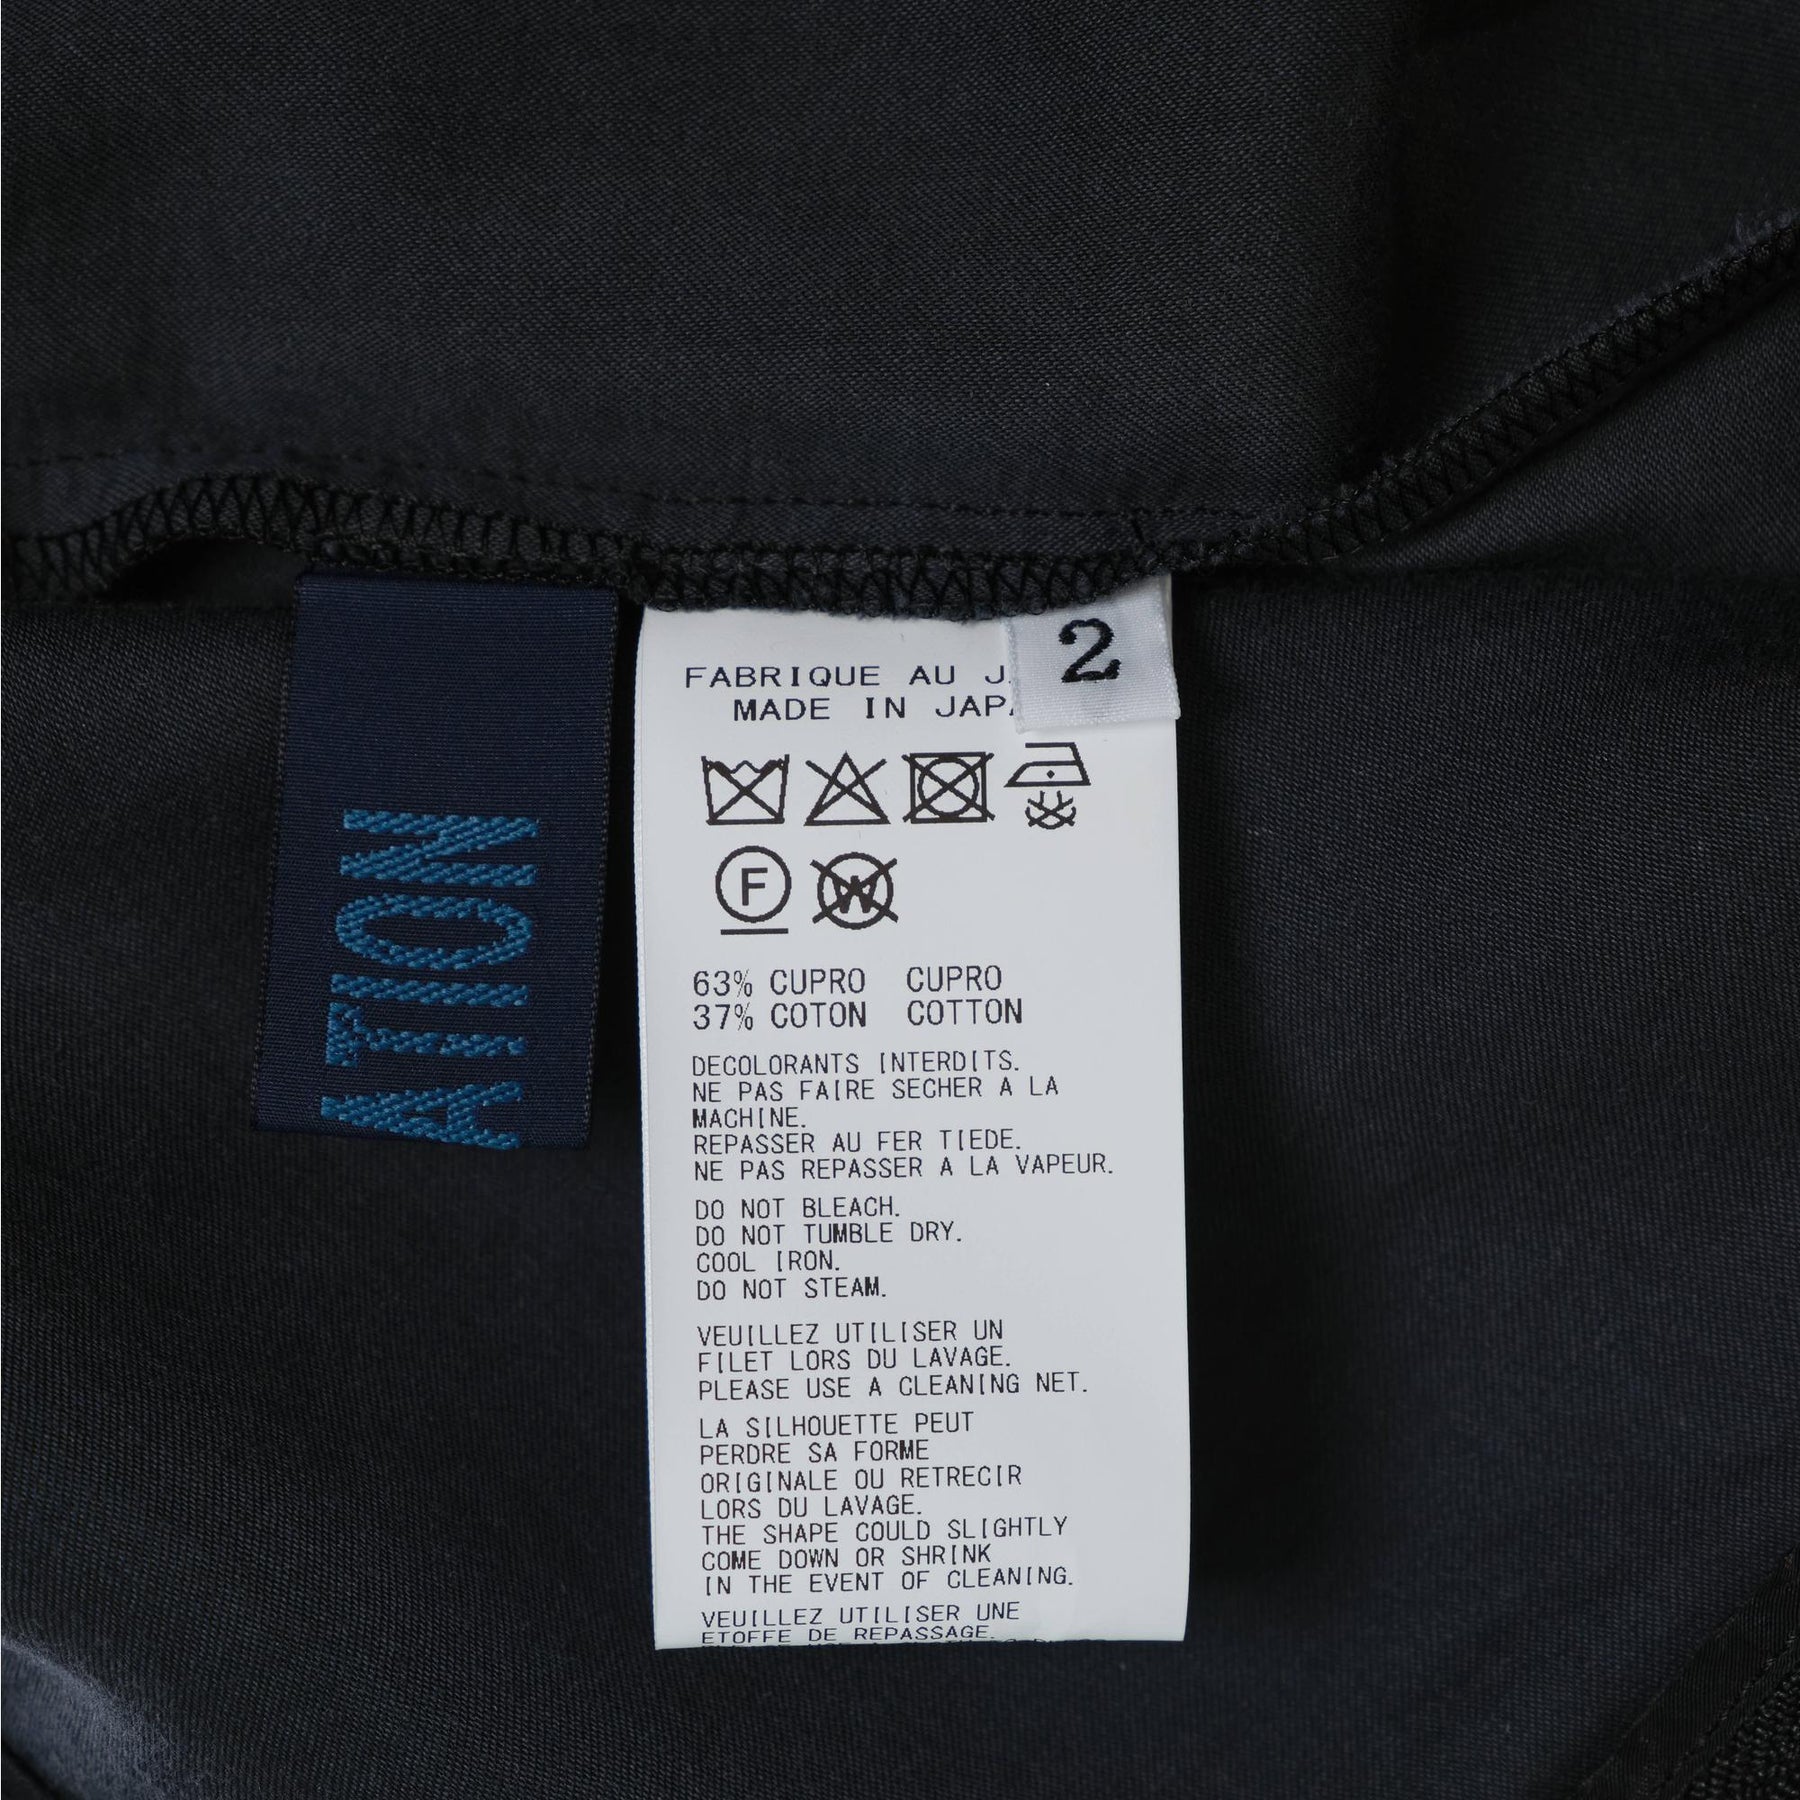 ATION
2
FABRIQUE AU
MADE IN
F
W
63% CUPRO CUPRO
37% COTON COTTON
DECOLORANTS INTERDITS.
NE PAS FAIRE SECHER A LA
MACHINE.
REPASSER AU FER TIEDE.
NE PAS REPASSER A LA VAPEUR.
DO NOT BLEACH.
DO NOT TUMBLE DRY.
COOL IRON.
DO NOT STEAM.
VEUILLEZ UTILISER UN
FILET LORS DU LAVAGE.
PLEASE USE A CLEANING NET.
LA SILHOUETTE PEUT
PERDRE SA FORME
ORIGINALE OU RETRECIR
LORS DU LAVAGE.
THE SHAPE COULD SLIGHTLY
COME DOWN OR SHRINK
IN THE EVENT OF CLEANING.
VEUILLEZ UTILISER UNE
ETOFFE DE REPASSAGE.